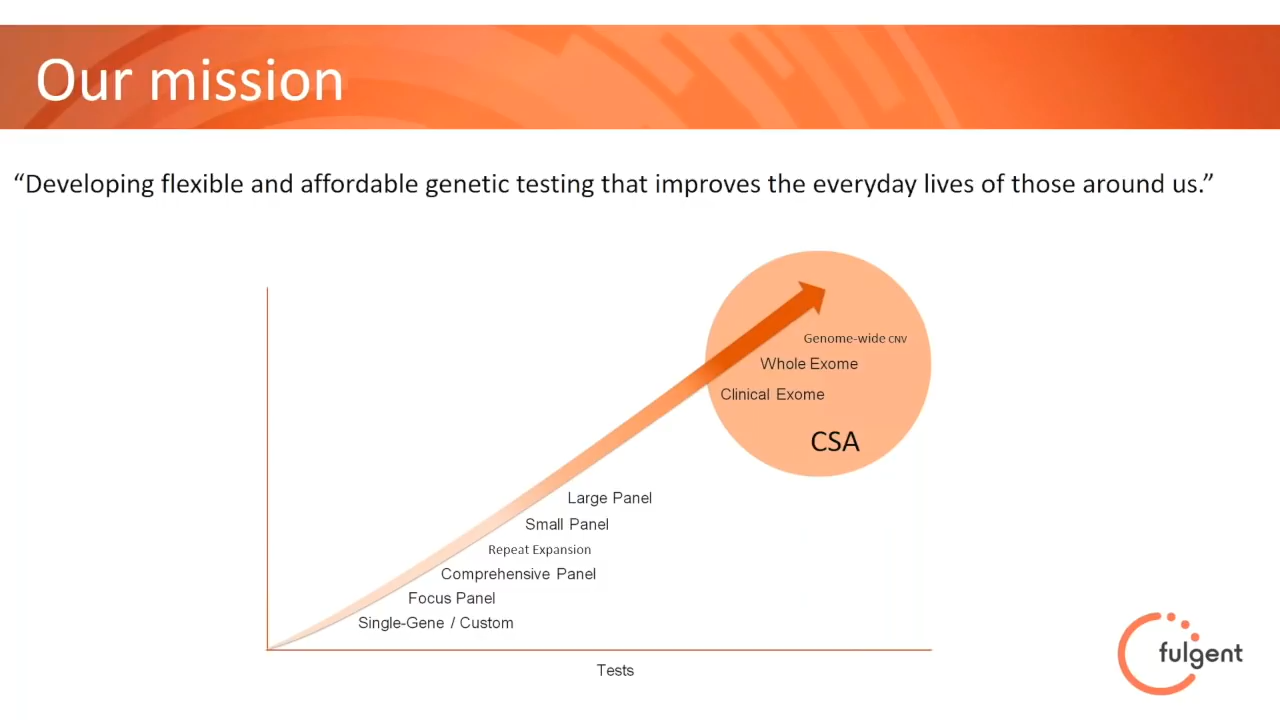 Our mission
“Developing flexible and affordable genetic testing that improves the everyday lives of those around us.”
Genome-wide CNV
Whole Exome
Clinical Exome
CSA
Large Panel
Small Panel
Repeat Expansion
Comprehensive Panel
Focus Panel
Single-Gene / Custom
Tests
fulgent